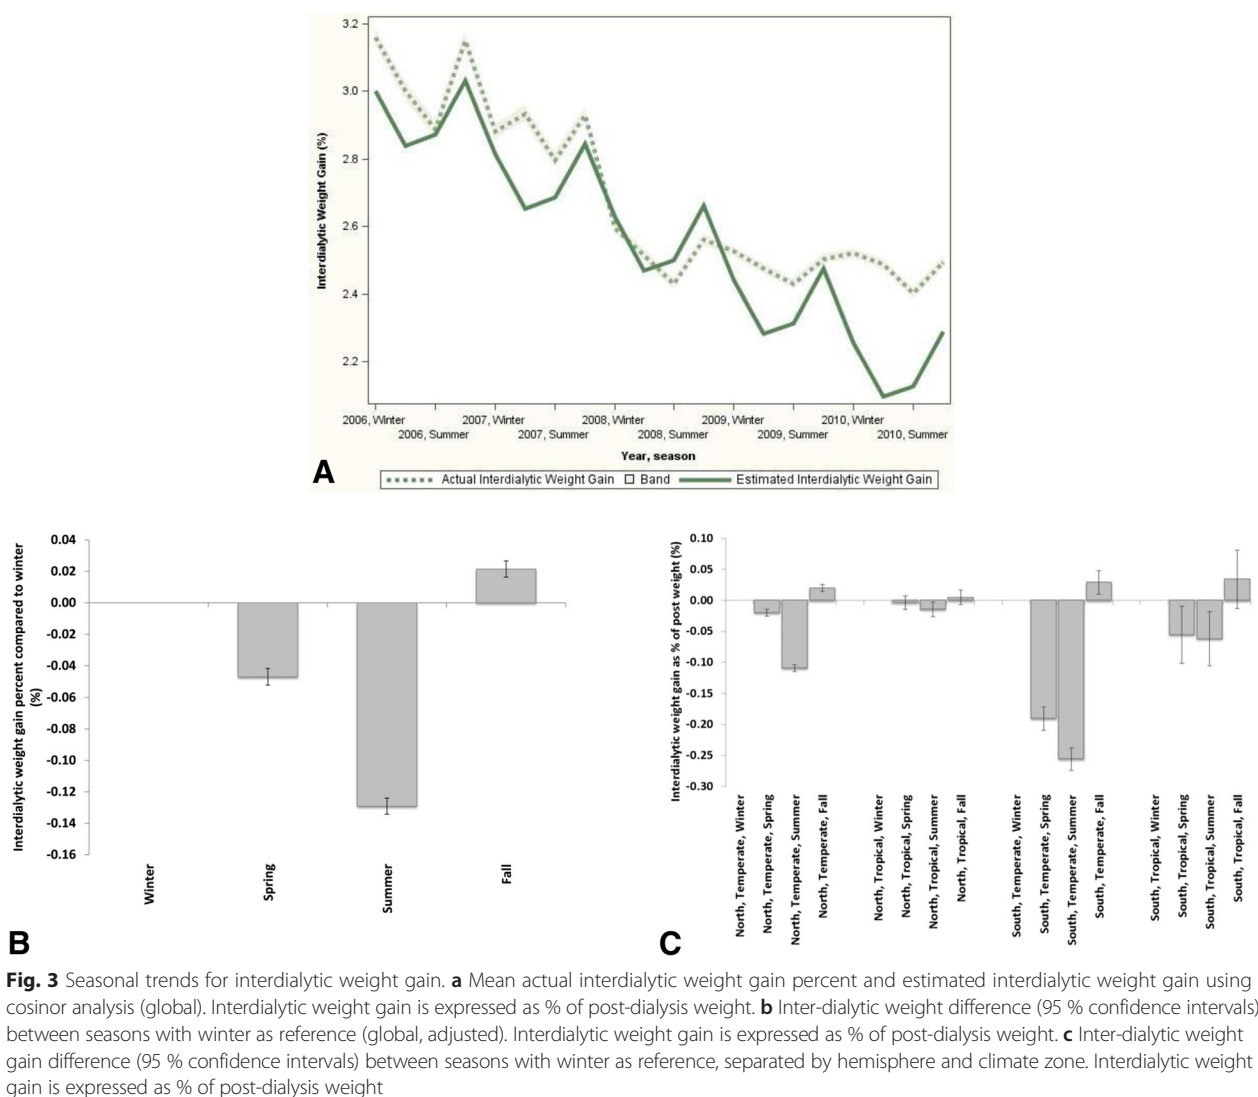 3.2
3.0
2.8
2.6
2.4
2.2
Interdialytic Weight Gain (%)
2006, Winter
2006, Summer
2007, Winter
2007, Summer
2008, Winter
2008, Summer
2009, Winter
2009, Summer
2010, Winter
2010, Summer
Year, season
A
Actual Interdialytic Weight Gain Band Estimated Interdialytic Weight Gain
Interdialytic weight gain percent compared to winter
(%)
0.04
0.02
0.00
-0.02
-0.04
-0.06
-0.08
-0.10
-0.12
-0.14
-0.16
Winter
Spring
Summer
Fall
B
Interdialytic weight gain as % of post weight (%)
0.10
0.05
0.00
-0.05
-0.10
-0.15
-0.20
-0.25
-0.30
North, Temperate, Winter
North, Temperate, Spring
North, Temperate, Summer
North, Temperate, Fall
North, Tropical, Winter
North, Tropical, Spring
North, Tropical, Summer
North, Tropical, Fall
South, Temperate, Winter
South, Temperate, Spring
South, Temperate, Summer
South, Temperate, Fall
South, Tropical, Winter
South, Tropical, Spring
South, Tropical, Summer
South, Tropical, Fall
C
Fig. 3 Seasonal trends for interdialytic weight gain. a Mean actual interdialytic weight gain percent and estimated interdialytic weight gain using
cosinor analysis (global). Interdialytic weight gain is expressed as % of post-dialysis weight. b Inter-dialytic weight difference (95 % confidence intervals)
between seasons with winter as reference (global, adjusted). Interdialytic weight gain is expressed as % of post-dialysis weight. c Inter-dialytic weight
gain difference (95 % confidence intervals) between seasons with winter as reference, separated by hemisphere and climate zone. Interdialytic weight
gain is expressed as % of post-dialysis weight